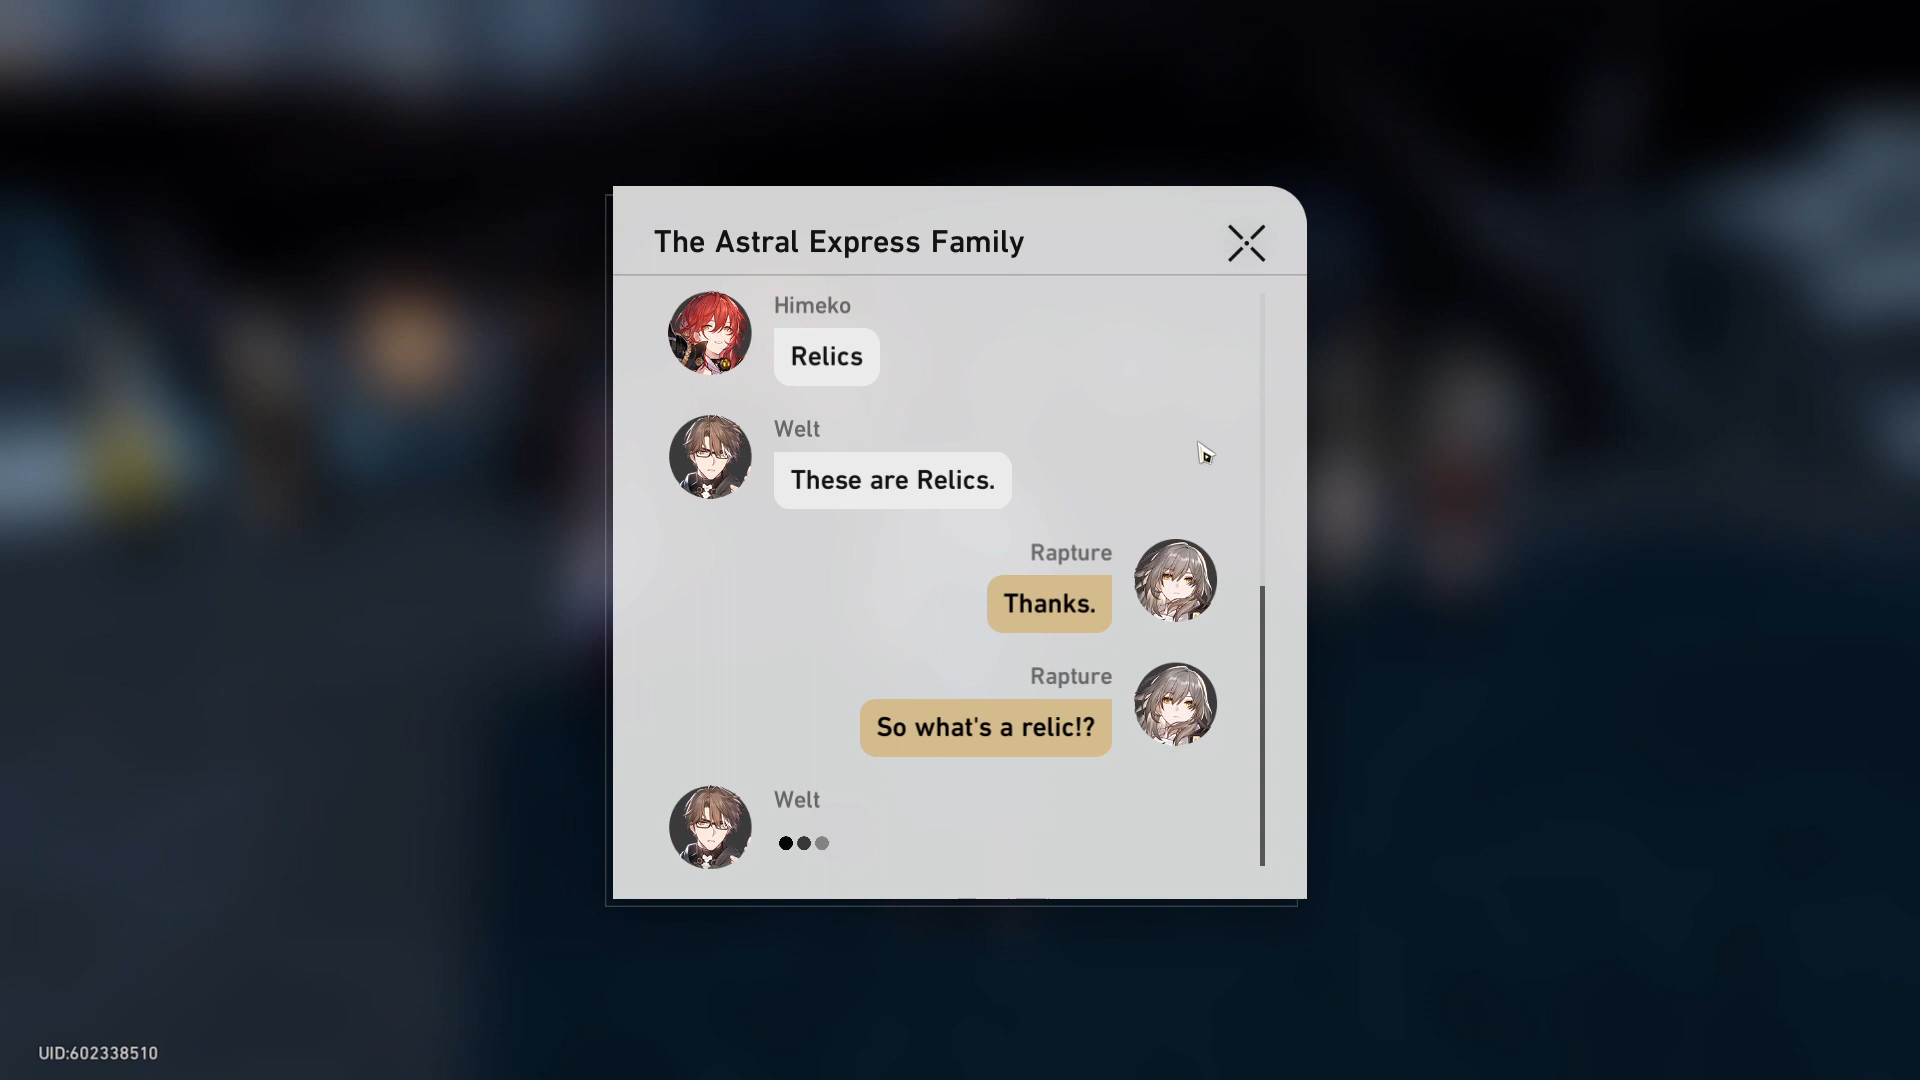 The Astral Express Family
Himeko
Relics
Welt
These are Relics.
Rapture
Thanks.
Rapture
So what's a relic!?
Welt
UID:602338510